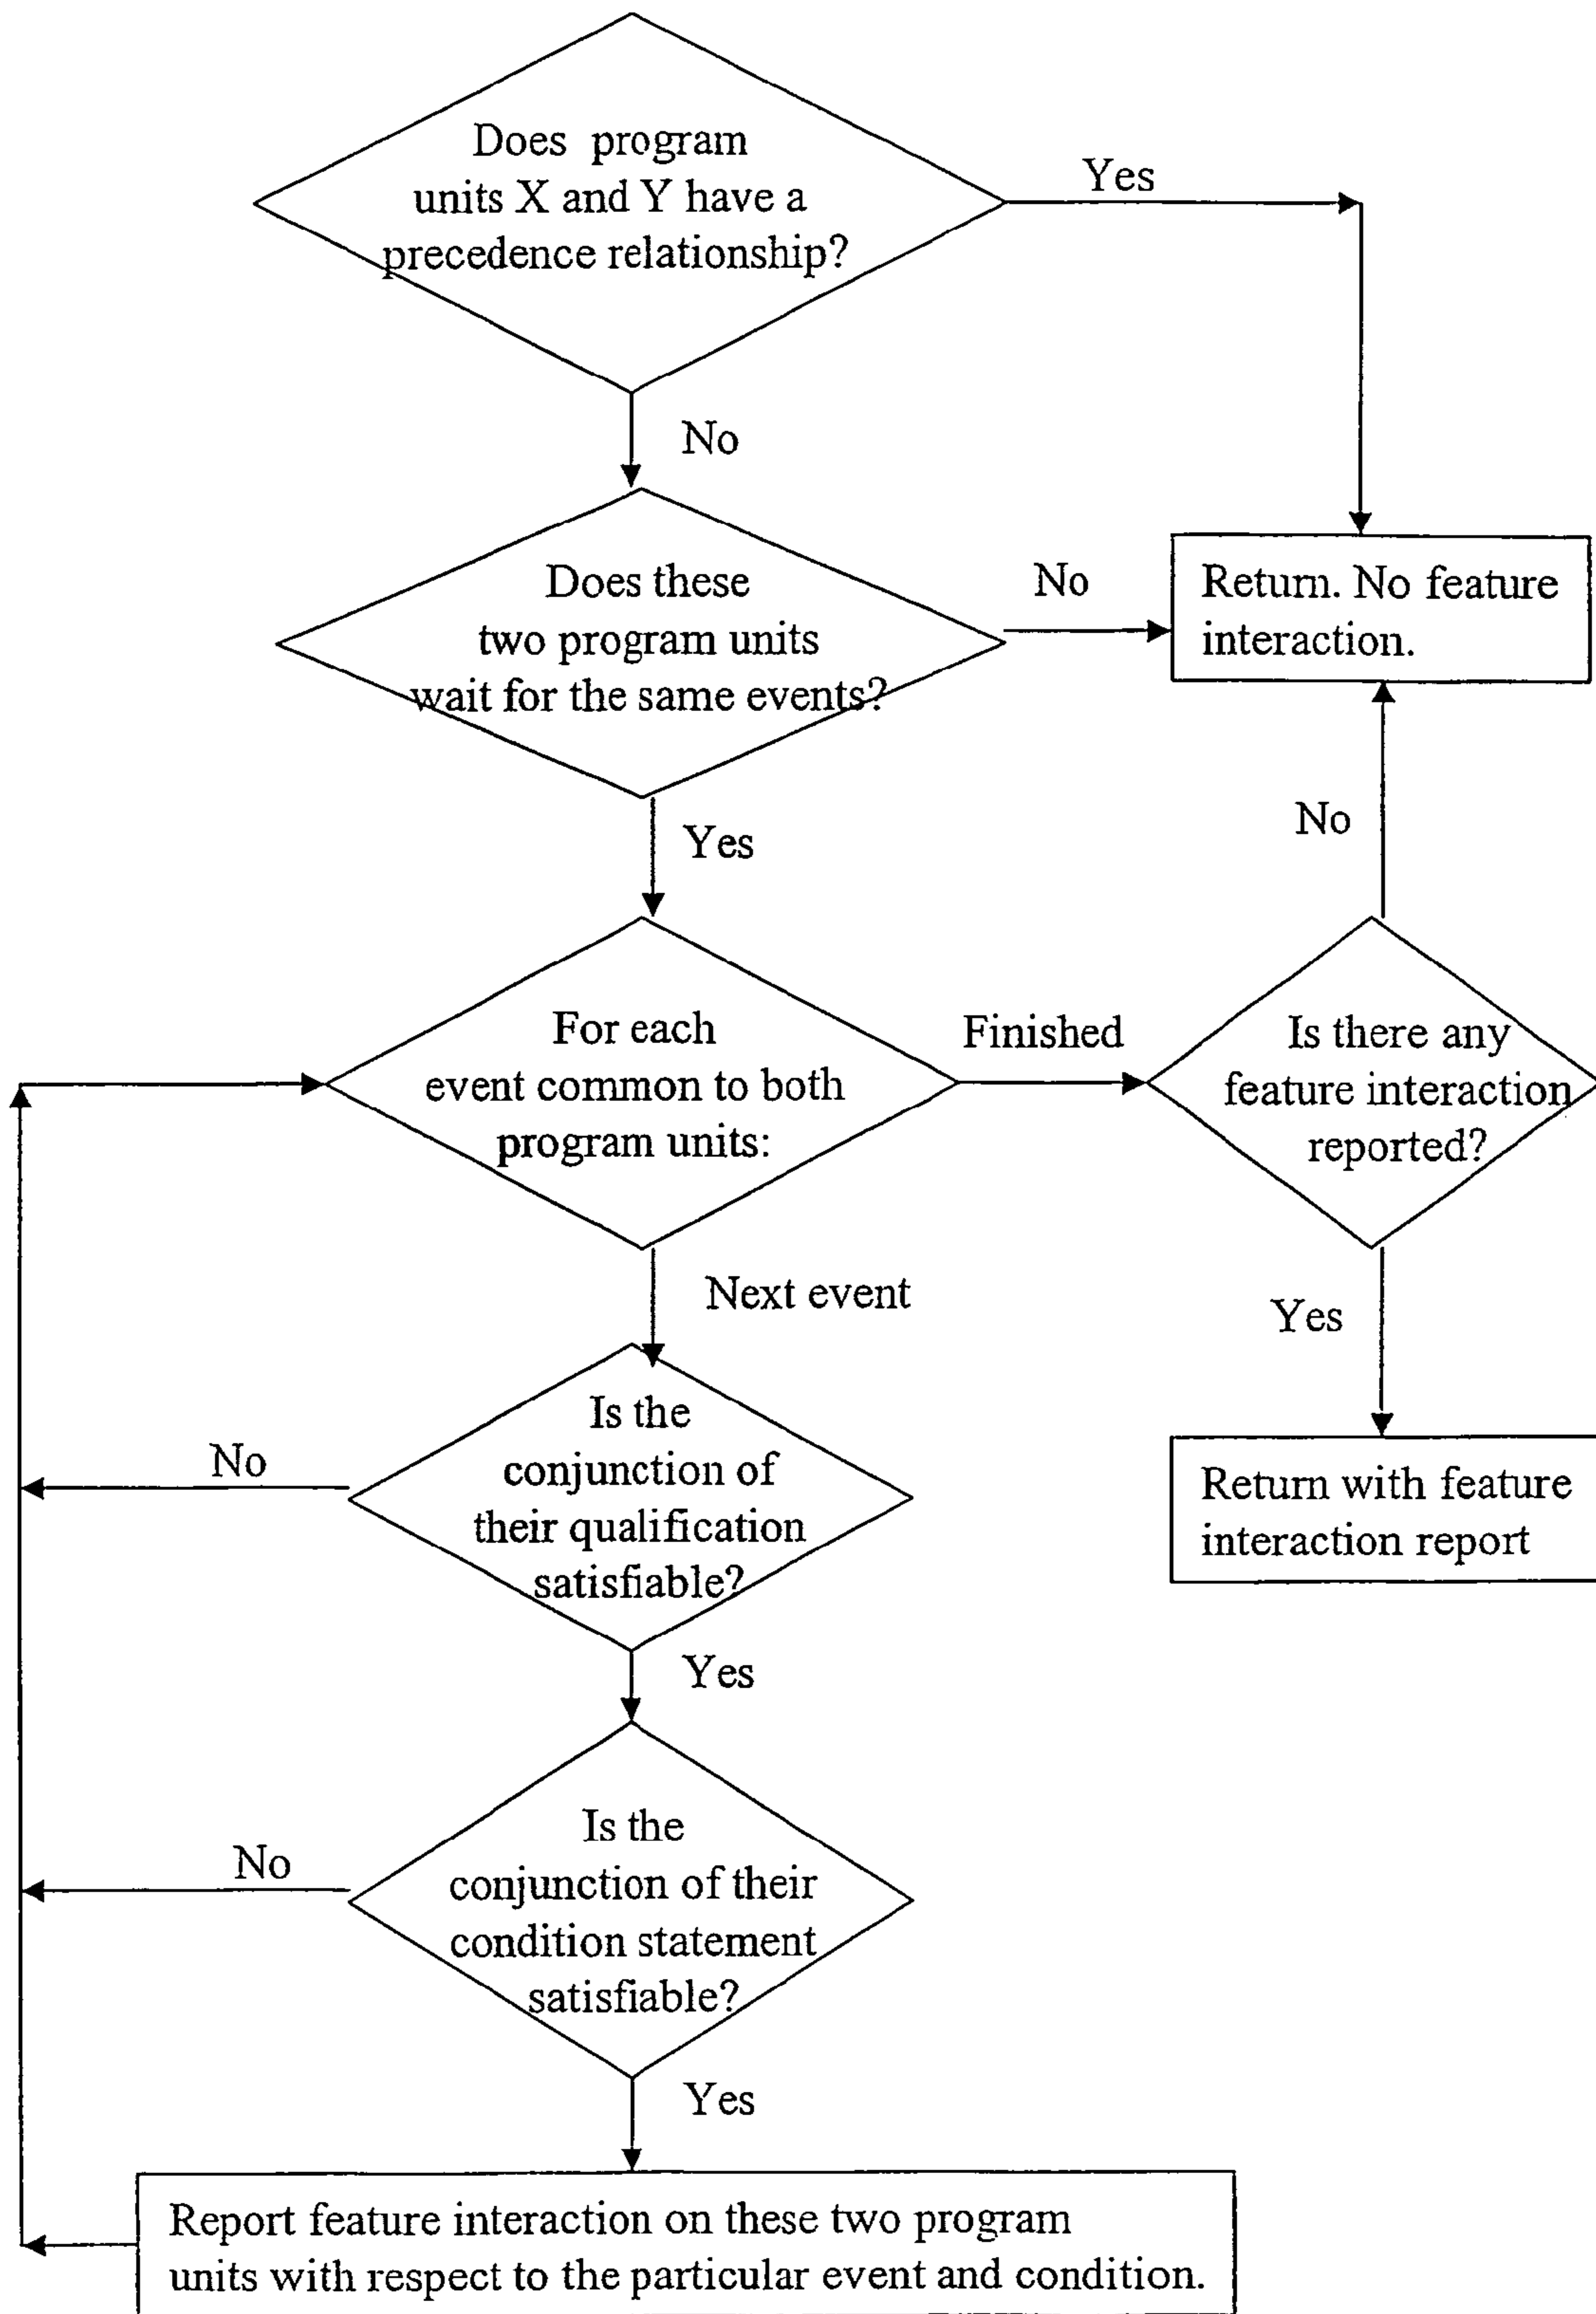 Does program
units X and Y have a
precedence relationship?
Yes
No
Does these
two program units
wait for the same events?
No
Return. No feature
interaction.
Yes
No
For each
event common to both
program units:
Finished
Is there any
feature interaction
reported?
Next event
Yes
Is the
conjunction of
their qualification
satisfiable?
No
Return with feature
interaction report
Yes
Is the
conjunction of their
condition statement
satisfiable?
No
Yes
Report feature interaction on these two program
units with respect to the particular event and condition.